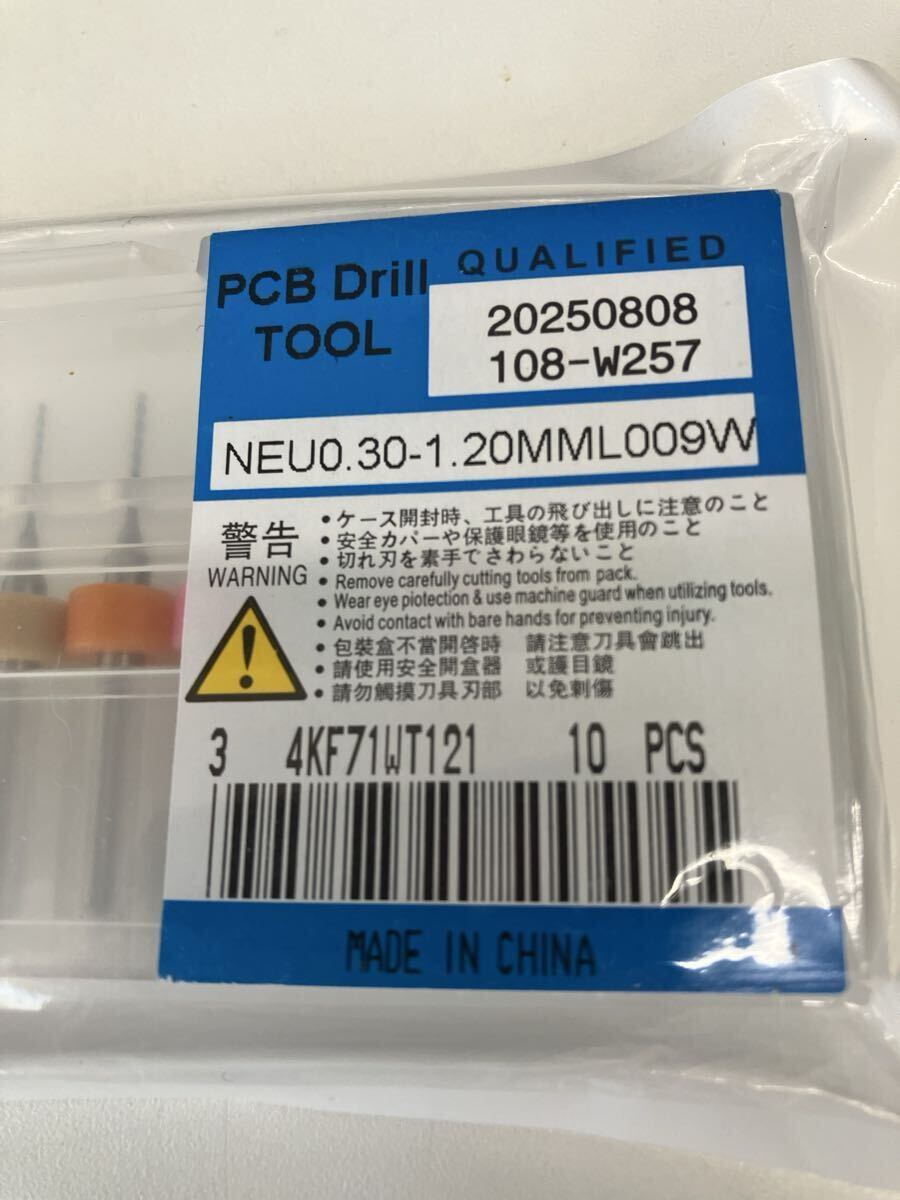 PCB Drill
TOOL
QUALIFIED
20250808
108-W257
NEU0.30-1.20MML009W
警告
WARNING
• ケース開封時、工具の飛び出しに注意のこと
• 安全カバーや保護眼鏡等を使用のこと
• 切れ刃を素手でさわらないこと
• Remove carefully cutting tools from pack.
• Wear eye piotection & use machine guard when utilizing tools.
• Avoid contact with bare hands for preventing injury.
• 包裝盒不當開啓時　請注意刀具會跳出
• 請使用安全開盒器　或護目鏡
• 請勿觸摸刀具刃部　以免刺傷
3 4KF71WT121 10 PCS
MADE IN CHINA